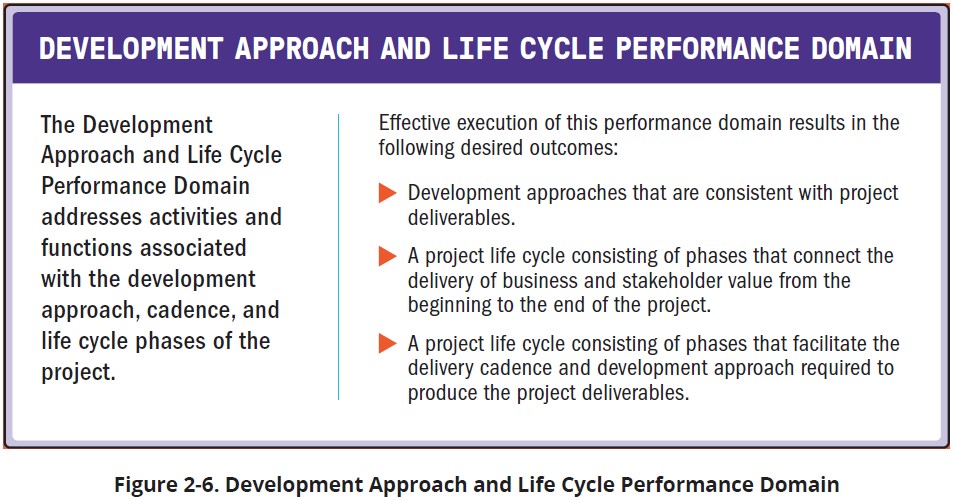 DEVELOPMENT APPROACH AND LIFE CYCLE PERFORMANCE DOMAIN
The Development
Approach and Life Cycle
Performance Domain
addresses activities and
functions associated
with the development
approach, cadence, and
life cycle phases of the
project.
Effective execution of this performance domain results in the
following desired outcomes:
Development approaches that are consistent with project
deliverables.
A project life cycle consisting of phases that connect the
delivery of business and stakeholder value from the
beginning to the end of the project.
A project life cycle consisting of phases that facilitate the
delivery cadence and development approach required to
produce the project deliverables.
Figure 2-6. Development Approach and Life Cycle Performance Domain